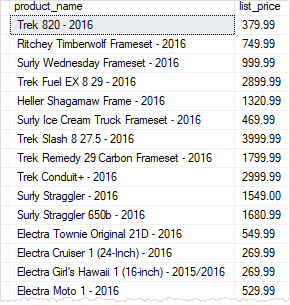 product_name list_price
Trek 820 - 2016 379.99
Ritchey Timberwolf Frameset - 2016 749.99
Surly Wednesday Frameset - 2016 999.99
Trek Fuel EX 8 29 - 2016 2899.99
Heller Shagamaw Frame - 2016 1320.99
Surly Ice Cream Truck Frameset - 2016 469.99
Trek Slash 8 27.5 - 2016 3999.99
Trek Remedy 29 Carbon Frameset - 2016 1799.99
Trek Conduit+ - 2016 2999.99
Surly Straggler - 2016 1549.00
Surly Straggler 650b - 2016 1680.99
Electra Townie Original 21D - 2016 549.99
Electra Cruiser 1 (24-Inch) - 2016 269.99
Electra Girl's Hawaii 1 (16-inch) - 2015/2016 269.99
Electra Moto 1 - 2016 529.99